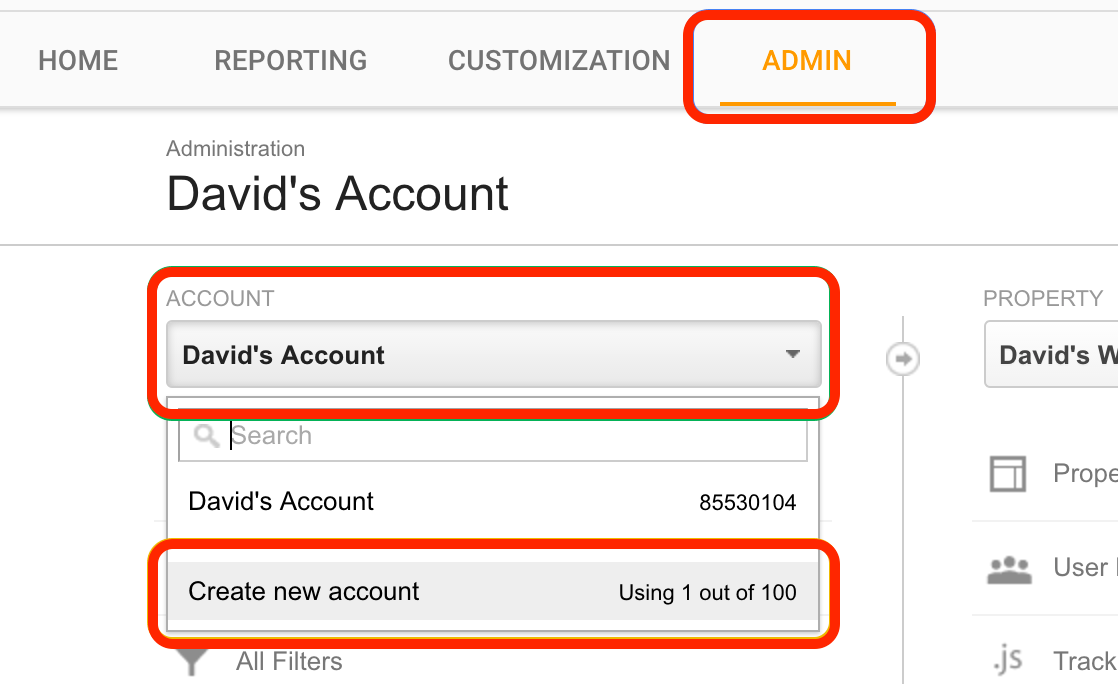 HOME REPORTING CUSTOMIZATION ADMIN
Administration
David's Account
ACCOUNT
David's Account
Search
David's Account 85530104
Create new account Using 1 out of 100
All Filters
PROPERTY
David's W
Prope
User
.js Track